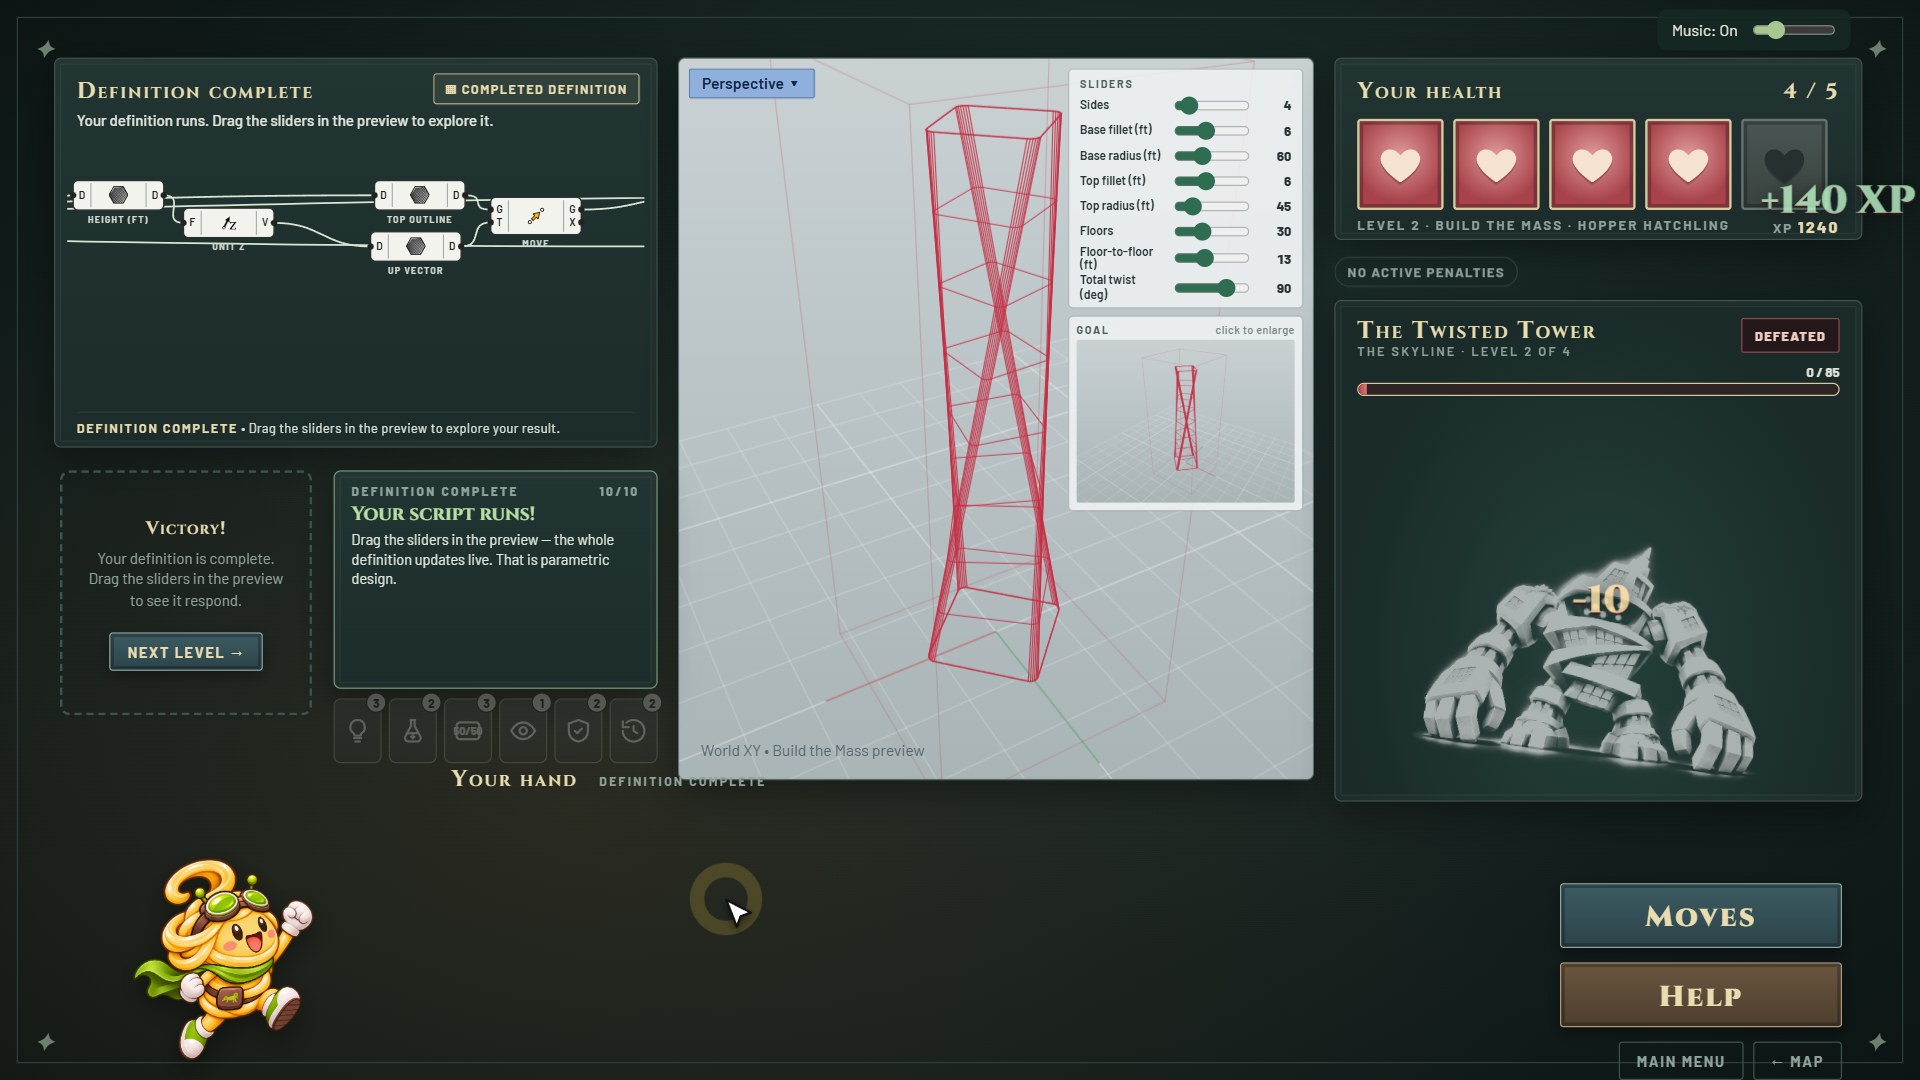 Music: On
Definition complete
COMPLETED DEFINITION
Your definition runs. Drag the sliders in the preview to explore it.
D D
HEIGHT (FT)
F V
UNIT Z
D D
TOP OUTLINE
D D
UP VECTOR
G G
T X
MOVE
DEFINITION COMPLETE • Drag the sliders in the preview to explore your result.
Victory!
Your definition is complete.
Drag the sliders in the preview
to see it respond.
NEXT LEVEL →
DEFINITION COMPLETE 10/10
Your script runs!
Drag the sliders in the preview — the whole
definition updates live. That is parametric
design.
3 2 3 1 2 2
50/50
Your hand DEFINITION COMPLETE
Perspective ▼
SLIDERS
Sides 4
Base fillet (ft) 6
Base radius (ft) 60
Top fillet (ft) 6
Top radius (ft) 45
Floors 30
Floor-to-floor
(ft) 13
Total twist
(deg) 90
GOAL click to enlarge
World XY • Build the Mass preview
Your health 4 / 5
+140 XP
LEVEL 2 · BUILD THE MASS · HOPPER HATCHLING XP 1240
NO ACTIVE PENALTIES
The Twisted Tower DEFEATED
THE SKYLINE · LEVEL 2 OF 4
0 / 85
-10
Moves
Help
MAIN MENU ← MAP